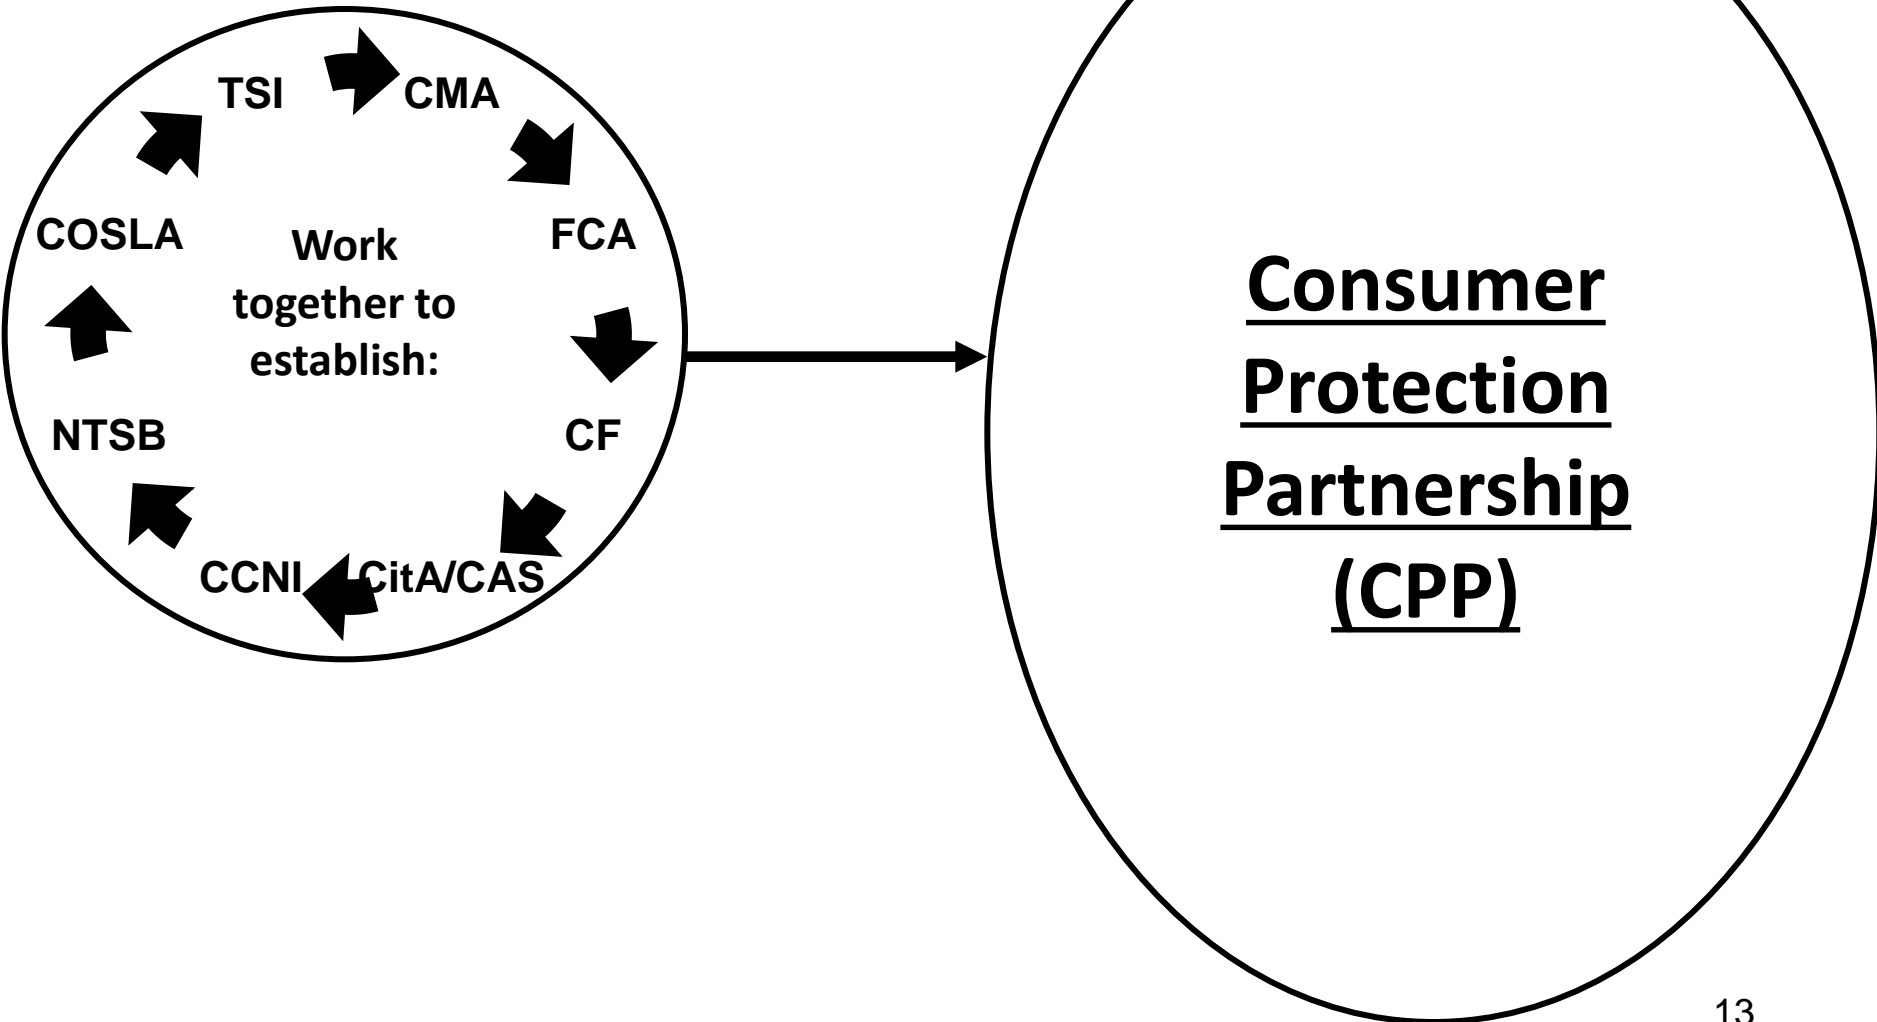 TSI
CMA
COSLA
FCA
Work
together to
establish:
NTSB
CF
CCNI
CitA/CAS
Consumer
Protection
Partnership
(CPP)
13